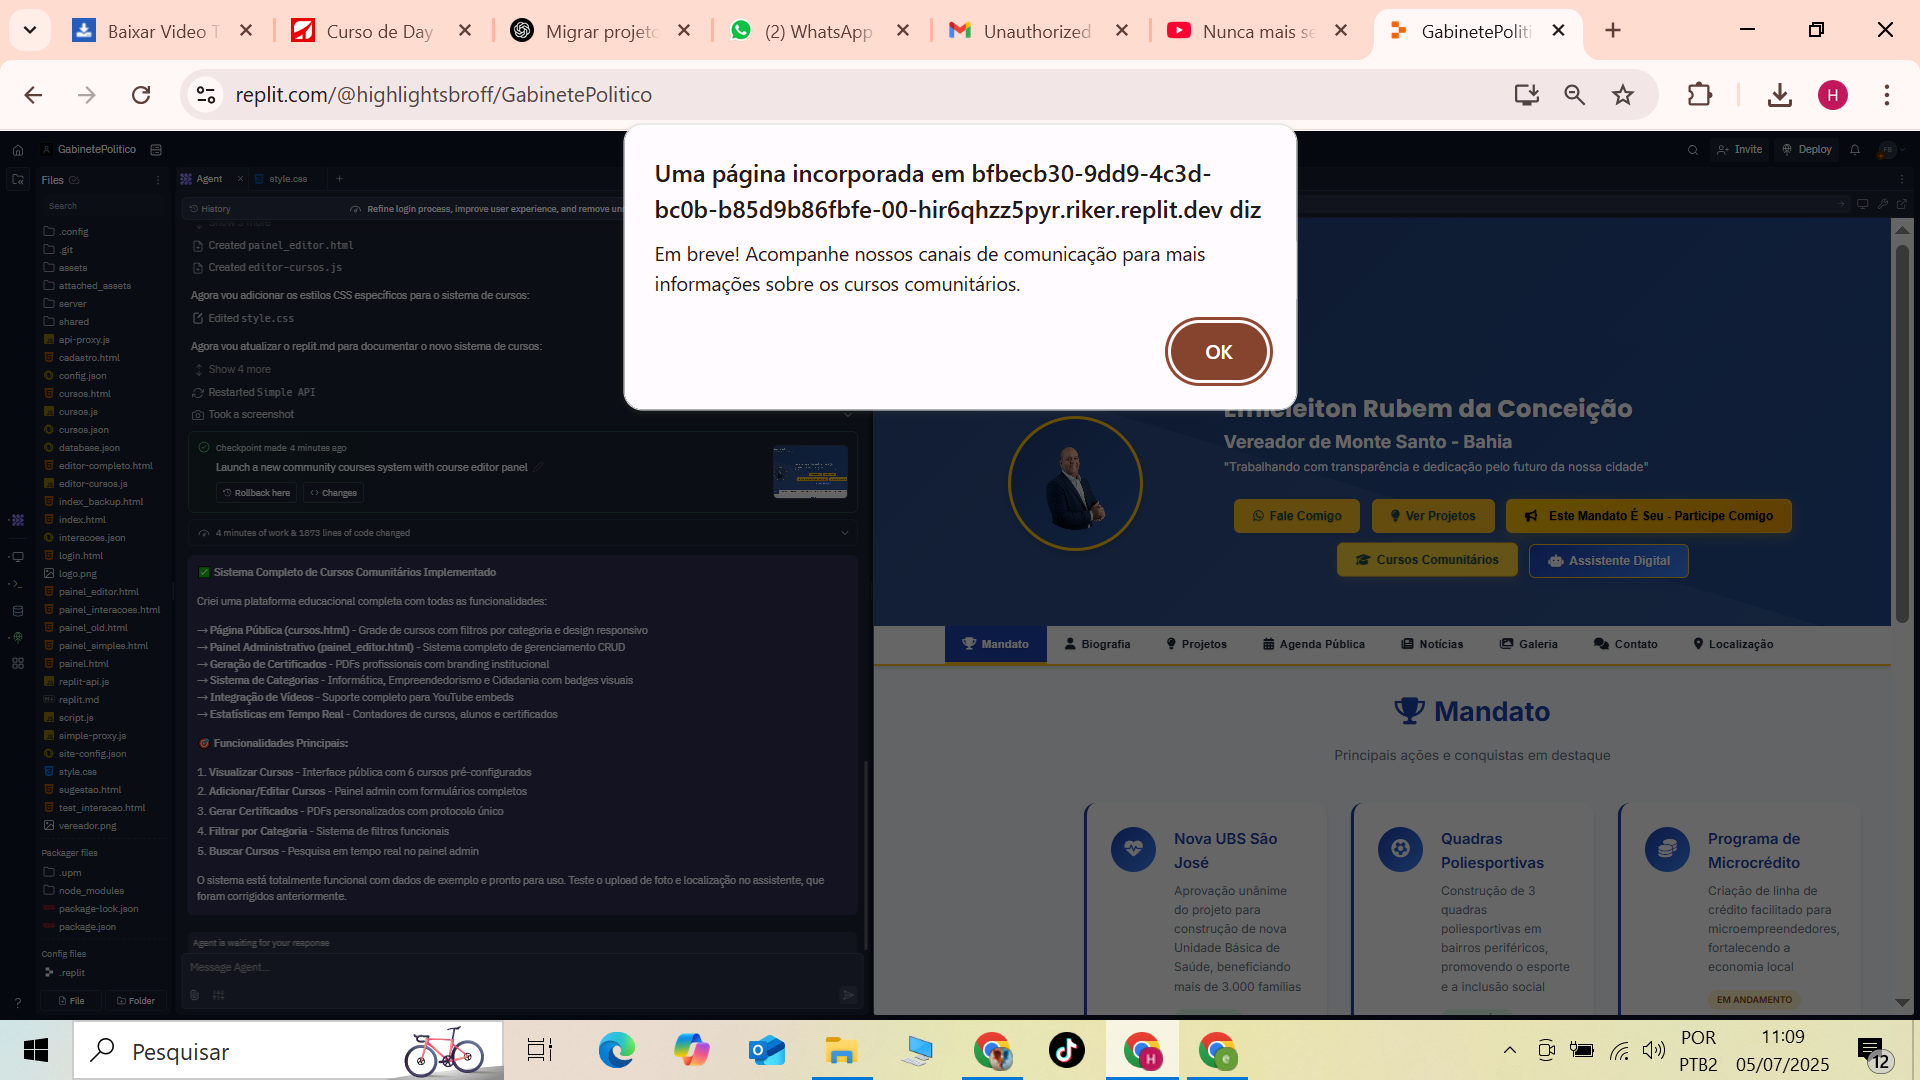 Baixar Video T
Curso de Day
Migrar projeto
(2) WhatsApp
Unauthorized
Nunca mais se
GabinetePoliti
replit.com/@highlightsbroff/GabinetePolitico
H
Uma página incorporada em bfbecb30-9dd9-4c3d-
bc0b-b85d9b86fbfe-00-hir6qhzz5pyr.riker.replit.dev diz
Em breve! Acompanhe nossos canais de comunicação para mais
informações sobre os cursos comunitários.
OK
GabinetePolitico
Invite
Deploy
Files
Search
.config
.git
assets
attached_assets
server
shared
api-proxy.js
cadastro.html
config.json
cursos.html
cursos.js
cursos.json
database.json
editor-completo.html
editor-cursos.js
index_backup.html
index.html
interacoes.json
login.html
logo.png
painel_editor.html
painel_interacoes.html
painel_old.html
painel_simples.html
painel.html
replit-api.js
replit.md
script.js
simple-proxy.js
site-config.json
style.css
sugestao.html
test_interacao.html
vereador.png
Packager files
.upm
node_modules
package-lock.json
package.json
Config files
.replit
File
Folder
Agent
style.css
History
Refine login process, improve user experience, and remove un
Created painel_editor.html
Created editor-cursos.js
Agora vou adicionar os estilos CSS específicos para o sistema de cursos:
Edited style.css
Agora vou atualizar o replit.md para documentar o novo sistema de cursos:
Show 4 more
Restarted Simple API
Took a screenshot
Checkpoint made 4 minutes ago
Launch a new community courses system with course editor panel
Rollback here
Changes
4 minutes of work & 1873 lines of code changed
Sistema Completo de Cursos Comunitários Implementado
Criei uma plataforma educacional completa com todas as funcionalidades:
→ Página Pública (cursos.html) - Grade de cursos com filtros por categoria e design responsivo
→ Painel Administrativo (painel_editor.html) - Sistema completo de gerenciamento CRUD
→ Geração de Certificados - PDFs profissionais com branding institucional
→ Sistema de Categorias - Informática, Empreendedorismo e Cidadania com badges visuais
→ Integração de Vídeos - Suporte completo para YouTube embeds
→ Estatísticas em Tempo Real - Contadores de cursos, alunos e certificados
Funcionalidades Principais:
1. Visualizar Cursos - Interface pública com 6 cursos pré-configurados
2. Adicionar/Editar Cursos - Painel admin com formulários completos
3. Gerar Certificados - PDFs personalizados com protocolo único
4. Filtrar por Categoria - Sistema de filtros funcionais
5. Buscar Cursos - Pesquisa em tempo real no painel admin
O sistema está totalmente funcional com dados de exemplo e pronto para uso. Teste o upload de foto e localização no assistente, que
foram corrigidos anteriormente.
Agent is waiting for your response
Message Agent...
Rubem da Conceição
Vereador de Monte Santo - Bahia
"Trabalhando com transparência e dedicação pelo futuro da nossa cidade"
Fale Comigo
Ver Projetos
Este Mandato É Seu - Participe Comigo
Cursos Comunitários
Assistente Digital
Mandato
Biografia
Projetos
Agenda Pública
Notícias
Galeria
Contato
Localização
Mandato
Principais ações e conquistas em destaque
Nova UBS São
José
Aprovação unânime
do projeto para
construção de nova
Unidade Básica de
Saúde, beneficiando
mais de 3.000 famílias
Quadras
Poliesportivas
Construção de 3
quadras
poliesportivas em
bairros periféricos,
promovendo o esporte
e a inclusão social
Programa de
Microcrédito
Criação de linha de
crédito facilitado para
microempreendedores,
fortalecendo a
economia local
EM ANDAMENTO
Pesquisar
POR
PTB2
11:09
05/07/2025
12